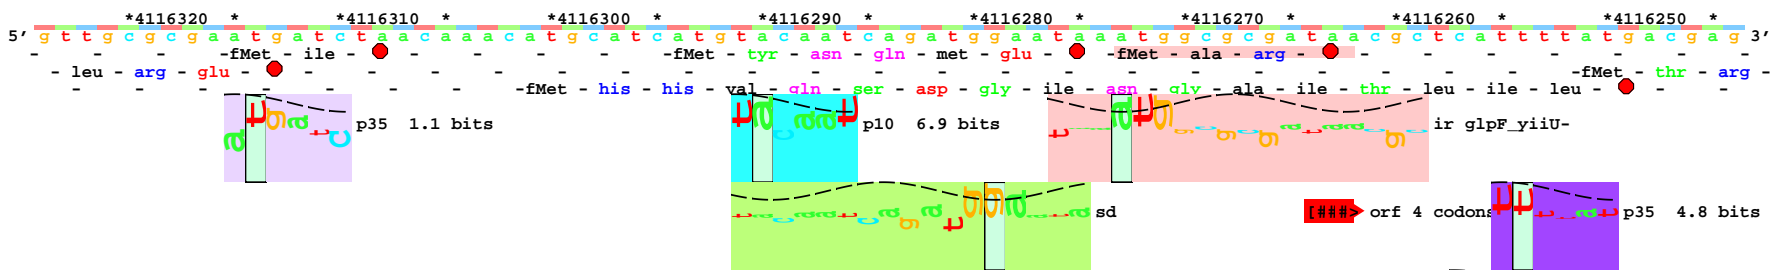 *4116320 * *4116310 * *4116300 * *4116290 * *4116280 * *4116270 * *4116260 * *4116250 *
5' g t t g c g c g a a t g a t c t a a c a a a c a t g c a t c a t g t a c a a t c a g a t g g a a t a a a t g g c g c g a t a a c g c t c a t t t t a t g a c g a g 3'
- - - -fMet - ile - - - - - -fMet - tyr - asn - gln - met - glu - -fMet - ala - arg - - - - - - -
- leu - arg - glu - - - - - - - - - - - - - - - - - - - - -fMet - thr - arg -
- - - - - - - -fMet - his - his - val - gln - ser - asp - gly - ile - asn - gly - ala - ile - thr - leu - ile - leu - - -
a t g a t c p35 1.1 bits
t a c a a t p10 6.9 bits
t a a a t g g c g c g a t a a c g c ir glpF_yiiU-
t a c a a t c a g a t g g a a t a sd
[###> orf 4 codons
t t t t a t p35 4.8 bits